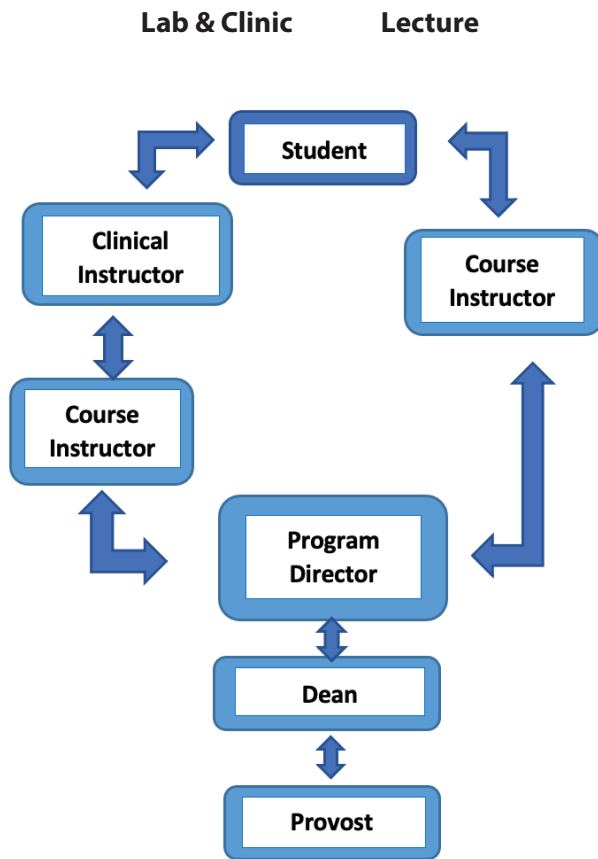 Lab & Clinic Lecture
Student
Clinical
Instructor
Course
Instructor
Course
Instructor
Program
Director
Dean
Provost